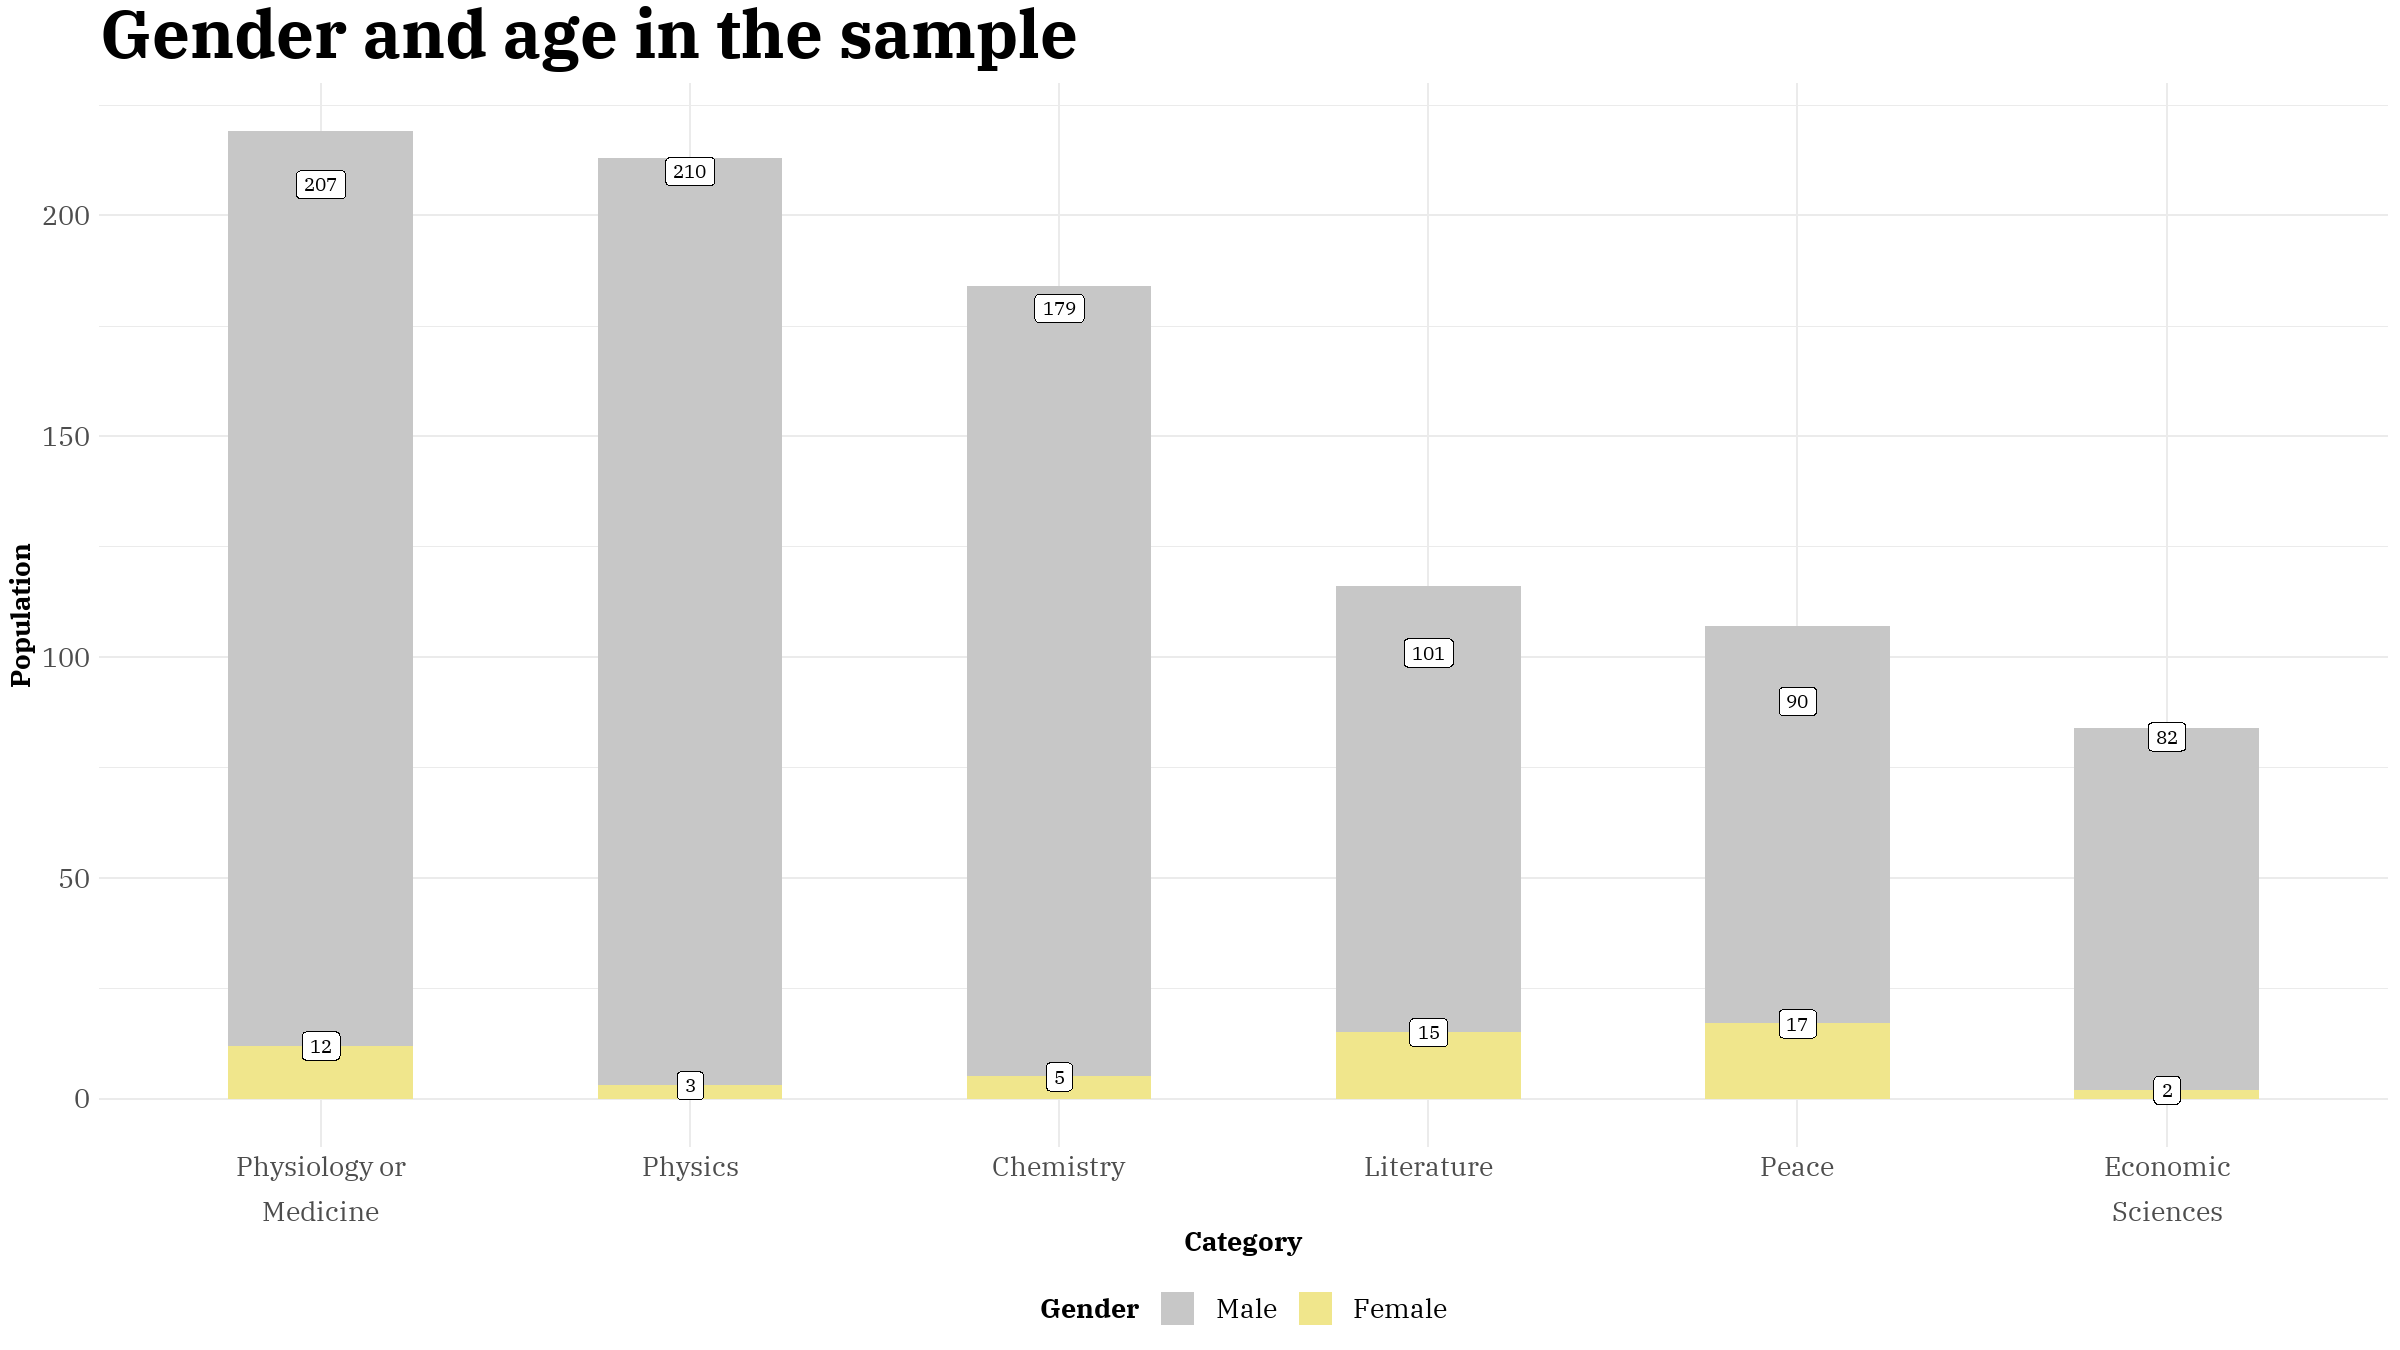 Gender and age in the sample
Population
200
150
100
50
0
207
210
179
101
90
82
12
3
5
15
17
2
Physiology or
Medicine
Physics
Chemistry
Literature
Peace
Economic
Sciences
Category
Gender Male Female